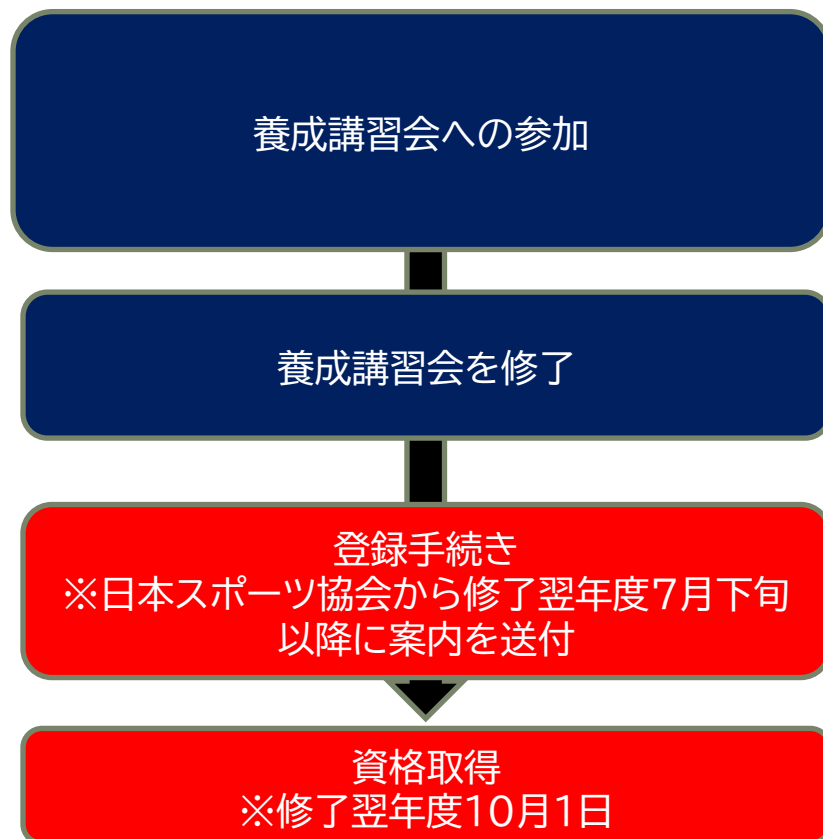 養成講習会への参加
養成講習会を修了
登録手続き
※日本スポーツ協会から修了翌年度7月下旬
以降に案内を送付
資格取得
※修了翌年度10月1日